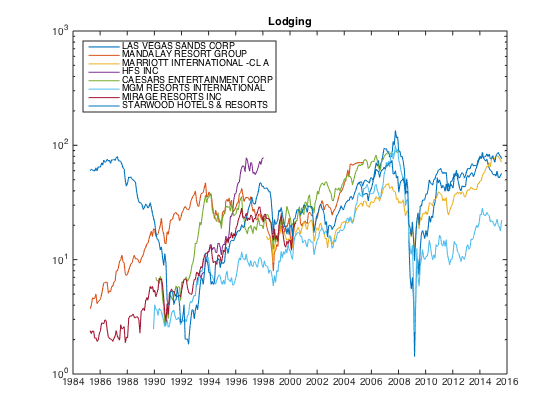 Lodging
10^3
LAS VEGAS SANDS CORP
MANDALAY RESORT GROUP
MARRIOTT INTERNATIONAL -CL A
HFS INC
CAESARS ENTERTAINMENT CORP
MGM RESORTS INTERNATIONAL
MIRAGE RESORTS INC
STARWOOD HOTELS & RESORTS
10^2
10^1
10^0
1984 1986 1988 1990 1992 1994 1996 1998 2000 2002 2004 2006 2008 2010 2012 2014 2016